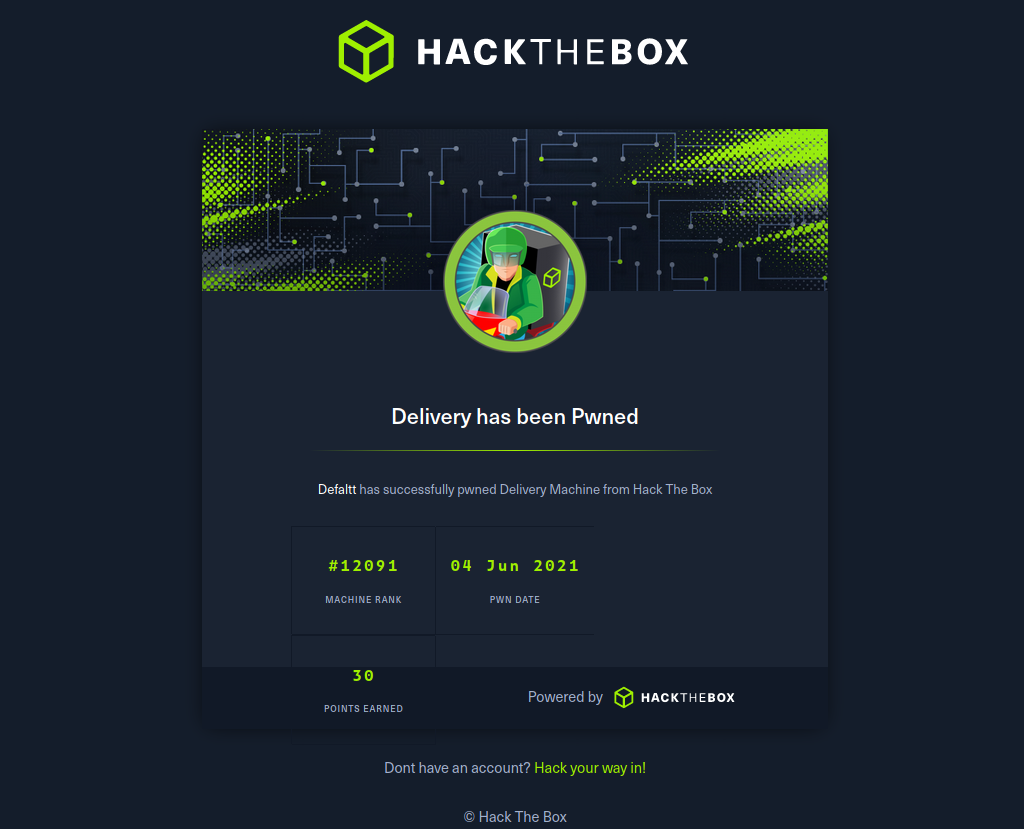 HACKTHEBOX
Delivery has been Pwned
Defaltt has successfully pwned Delivery Machine from Hack The Box
#12091
MACHINE RANK
04 Jun 2021
PWN DATE
30
POINTS EARNED
Powered by HACKTHEBOX
Dont have an account? Hack your way in!
© Hack The Box